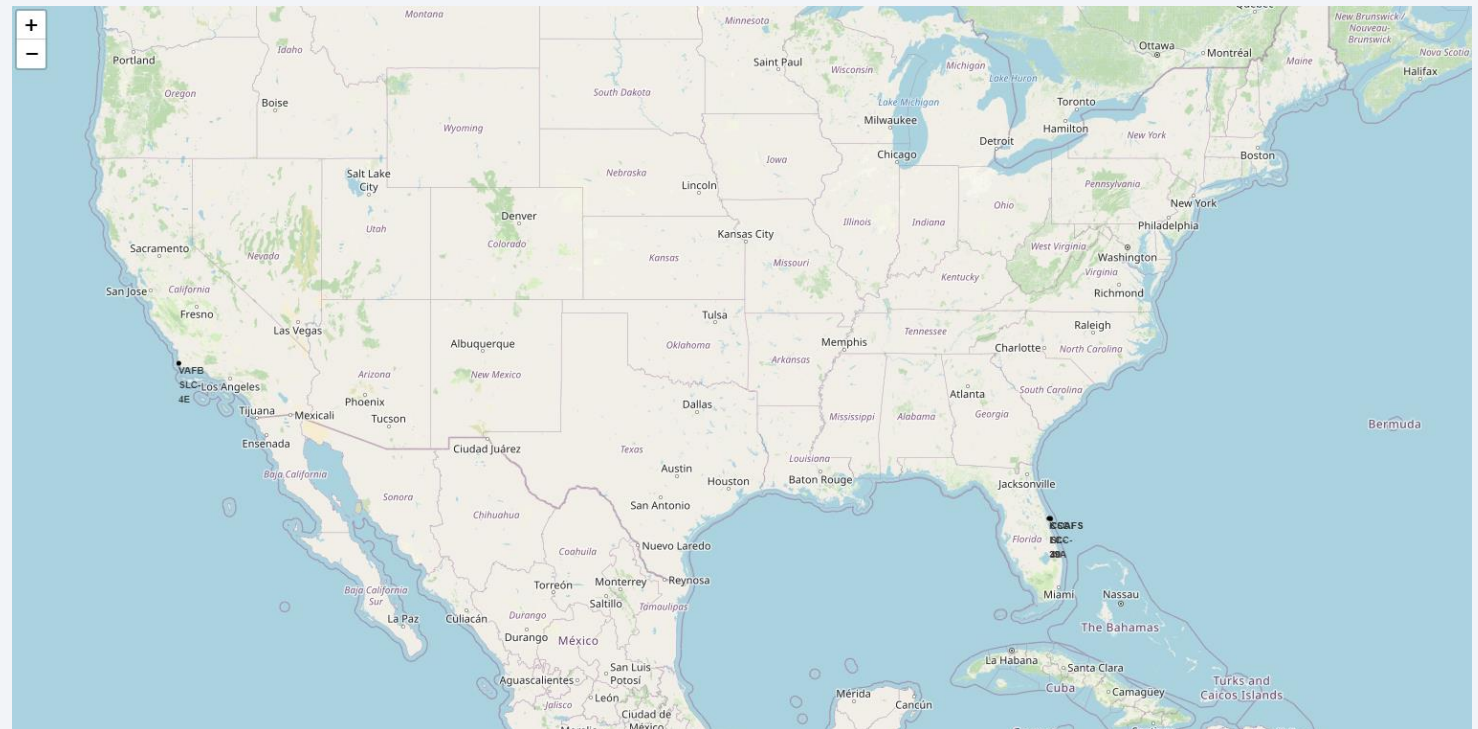 +
−
Montana
Minnesota
New Brunswick /
Nouveau-
Brunswick
Portland
Idaho
Saint Paul
Wisconsin
Michigan
Ottawa
Montréal
Maine
Nova Scotia
Halifax
Lake Huron
Oregon
Boise
South Dakota
Lake Michigan
Toronto
Wyoming
Milwaukee
Hamilton
New York
Detroit
Chicago
Boston
Iowa
Salt Lake
City
Nebraska
Lincoln
Pennsylvania
New York
Ohio
Denver
Illinois
Indiana
Philadelphia
Utah
Kansas City
Colorado
Sacramento
Nevada
Kansas
Missouri
West Virginia
Washington
Virginia
Kentucky
San Jose
California
Richmond
Fresno
Las Vegas
Tulsa
Raleigh
Tennessee
Albuquerque
Oklahoma
Memphis
Charlotte
North Carolina
Arkansas
VAFB
SLC-
4E
Los Angeles
Arizona
New Mexico
South Carolina
Atlanta
Phoenix
Dallas
Tijuana
Mexicali
Tucson
Mississippi
Alabama
Georgia
Bermuda
Ensenada
Ciudad Juárez
Texas
Louisiana
Austin
Baja California
Houston
Baton Rouge
Jacksonville
Sonora
San Antonio
Chihuahua
Florida
Coahuila
Nuevo Laredo
Torreón
Monterrey
Reynosa
Baja California
Sur
Saltillo
Tamaulipas
Miami
Nassau
La Paz
Culiacán
Durango
The Bahamas
Durango
México
La Habana
Santa Clara
San Luis
Potosí
Aguascalientes
Cuba
Camagüey
Turks and
Caicos Islands
León
Mérida
Cancún
Jalisco
Ciudad de
México